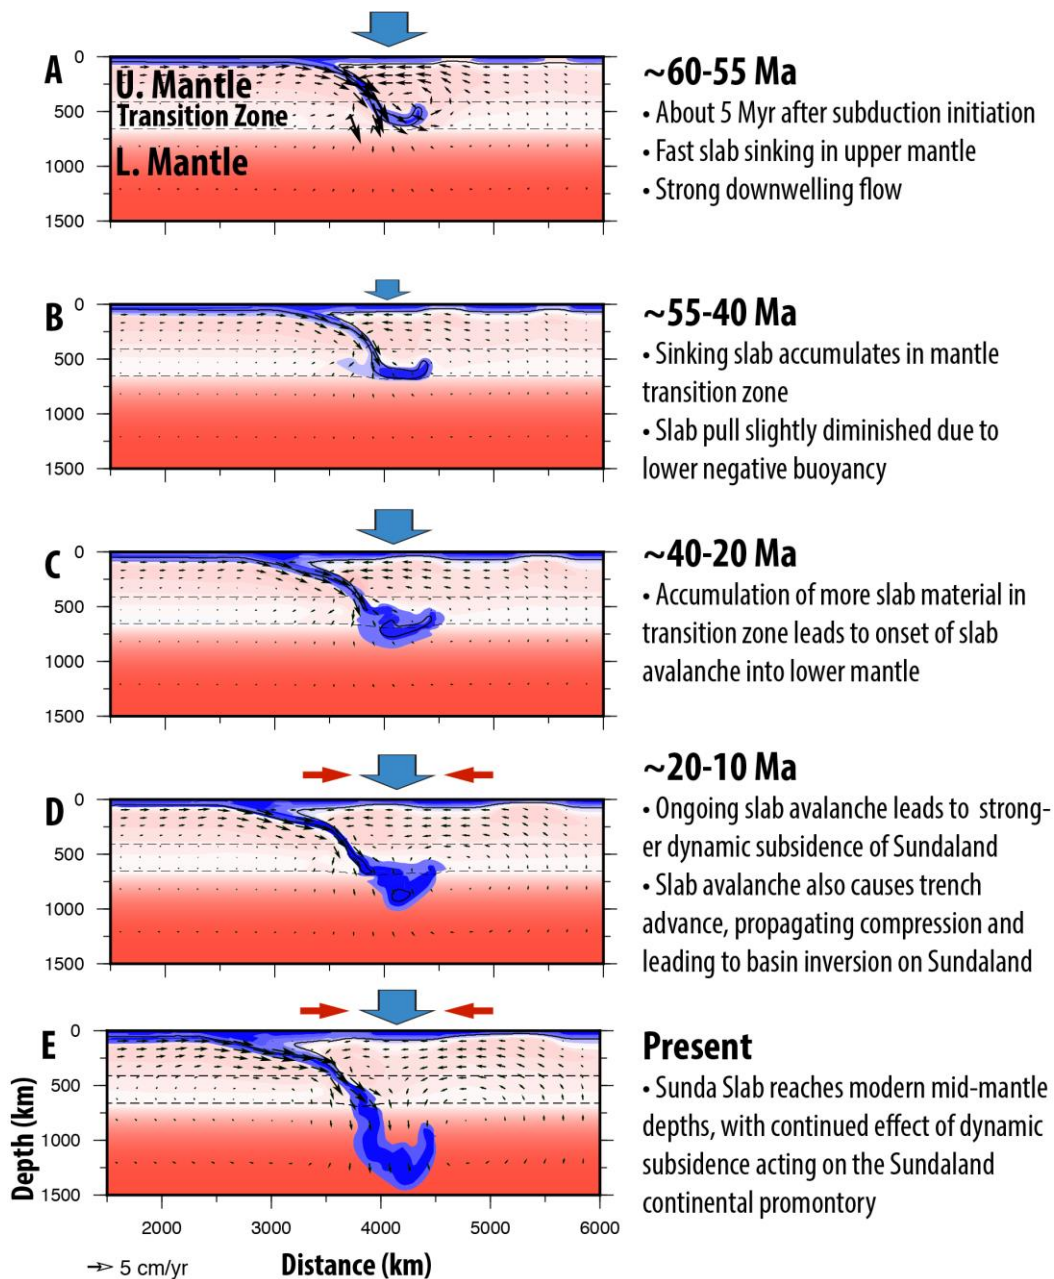 A
U. Mantle
Transition Zone
L. Mantle
0
500
1000
1500
~60-55 Ma
• About 5 Myr after subduction initiation
• Fast slab sinking in upper mantle
• Strong downwelling flow
B
0
500
1000
1500
~55-40 Ma
• Sinking slab accumulates in mantle
transition zone
• Slab pull slightly diminished due to
lower negative buoyancy
C
0
500
1000
1500
~40-20 Ma
• Accumulation of more slab material in
transition zone leads to onset of slab
avalanche into lower mantle
D
0
500
1000
1500
~20-10 Ma
• Ongoing slab avalanche leads to strong-
er dynamic subsidence of Sundaland
• Slab avalanche also causes trench
advance, propagating compression and
leading to basin inversion on Sundaland
E
0
500
1000
1500
Depth (km)
2000 3000 4000 5000 6000
Distance (km)
5 cm/yr
Present
• Sunda Slab reaches modern mid-mantle
depths, with continued effect of dynamic
subsidence acting on the Sundaland
continental promontory